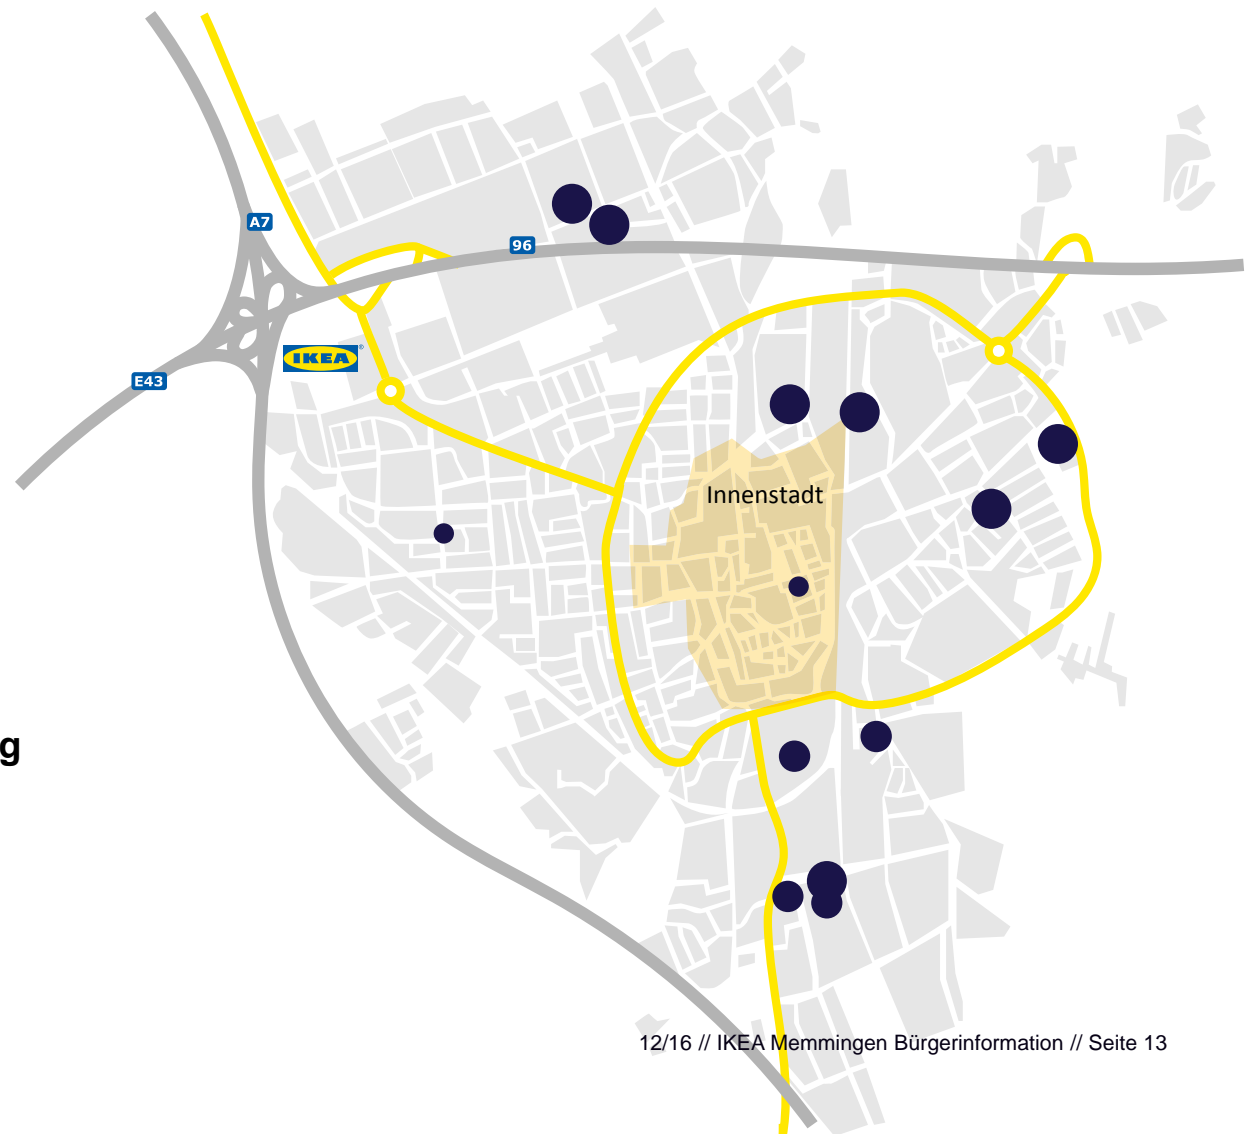 A7
96
IKEA®
E43
Innenstadt
g
12/16 // IKEA Memmingen Bürgerinformation // Seite 13